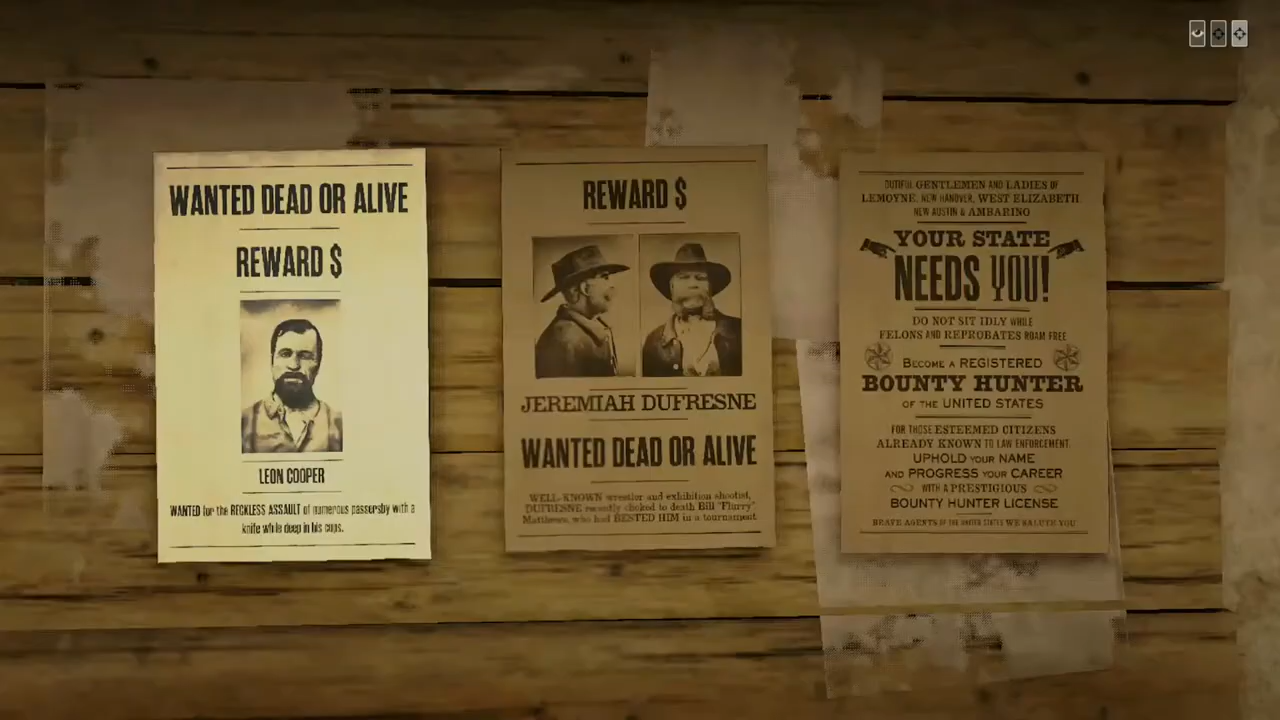 WANTED DEAD OR ALIVE
REWARD $
LEON COOPER
WANTED for the RECKLESS ASSAULT of numerous passersby with a
knife while deep in his cups.
REWARD $
JEREMIAH DUFRESNE
WANTED DEAD OR ALIVE
WELL-KNOWN wrestler and exhibition shootist,
DUFRESNE recently choked to death Bill "Flurry"
Matthews, who had BESTED HIM in a tournament.
DUTIFUL GENTLEMEN AND LADIES OF
LEMOYNE, NEW HANOVER, WEST ELIZABETH,
NEW AUSTIN & AMBARINO
YOUR STATE
NEEDS YOU!
DO NOT SIT IDLY WHILE
FELONS AND REPROBATES ROAM FREE
BECOME A REGISTERED
BOUNTY HUNTER
OF THE UNITED STATES
FOR THOSE ESTEEMED CITIZENS
ALREADY KNOWN TO LAW ENFORCEMENT,
UPHOLD YOUR NAME
AND PROGRESS YOUR CAREER
WITH A PRESTIGIOUS
BOUNTY HUNTER LICENSE
BRAVE AGENTS OF THE UNITED STATES WE SALUTE YOU